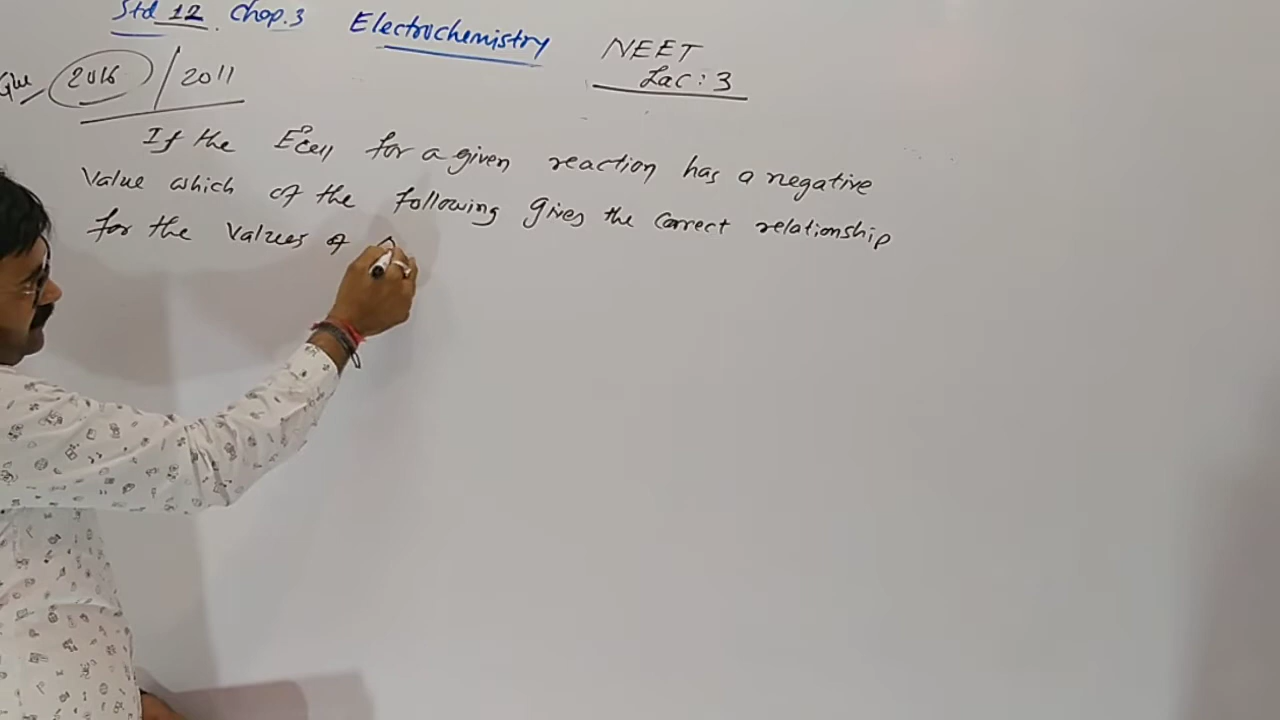 Std 12 Chap.3 Electrochemistry NEET
Lac: 3
Que 2016 / 2011
If the E°cell for a given reaction has a negative
Value which of the following gives the correct relationship
for the values of